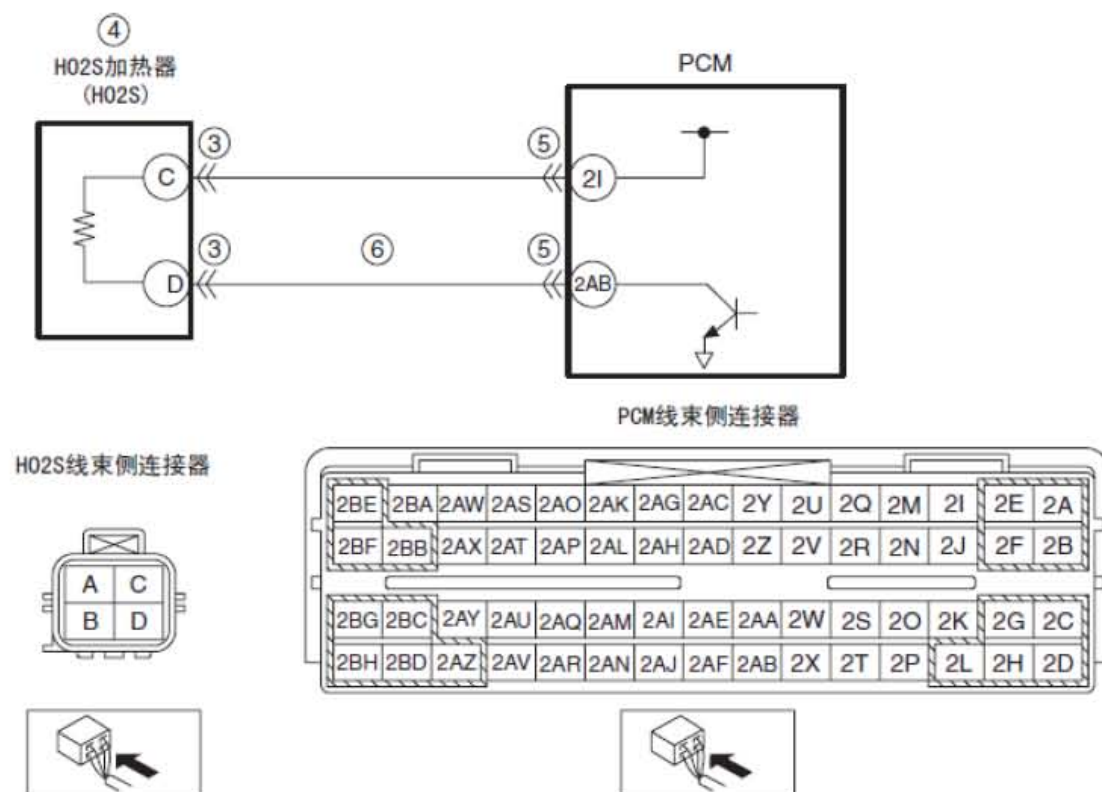 ④
HO2S加热器
(HO2S)
PCM
③
⑤
C
2I
③
⑥
⑤
D
2AB
PCM线束侧连接器
HO2S线束侧连接器
2BE 2BA 2AW 2AS 2AO 2AK 2AG 2AC 2Y 2U 2Q 2M 2I 2E 2A
2BF 2BB 2AX 2AT 2AP 2AL 2AH 2AD 2Z 2V 2R 2N 2J 2F 2B
A C
B D
2BG 2BC 2AY 2AU 2AQ 2AM 2AI 2AE 2AA 2W 2S 2O 2K 2G 2C
2BH 2BD 2AZ 2AV 2AR 2AN 2AJ 2AF 2AB 2X 2T 2P 2L 2H 2D